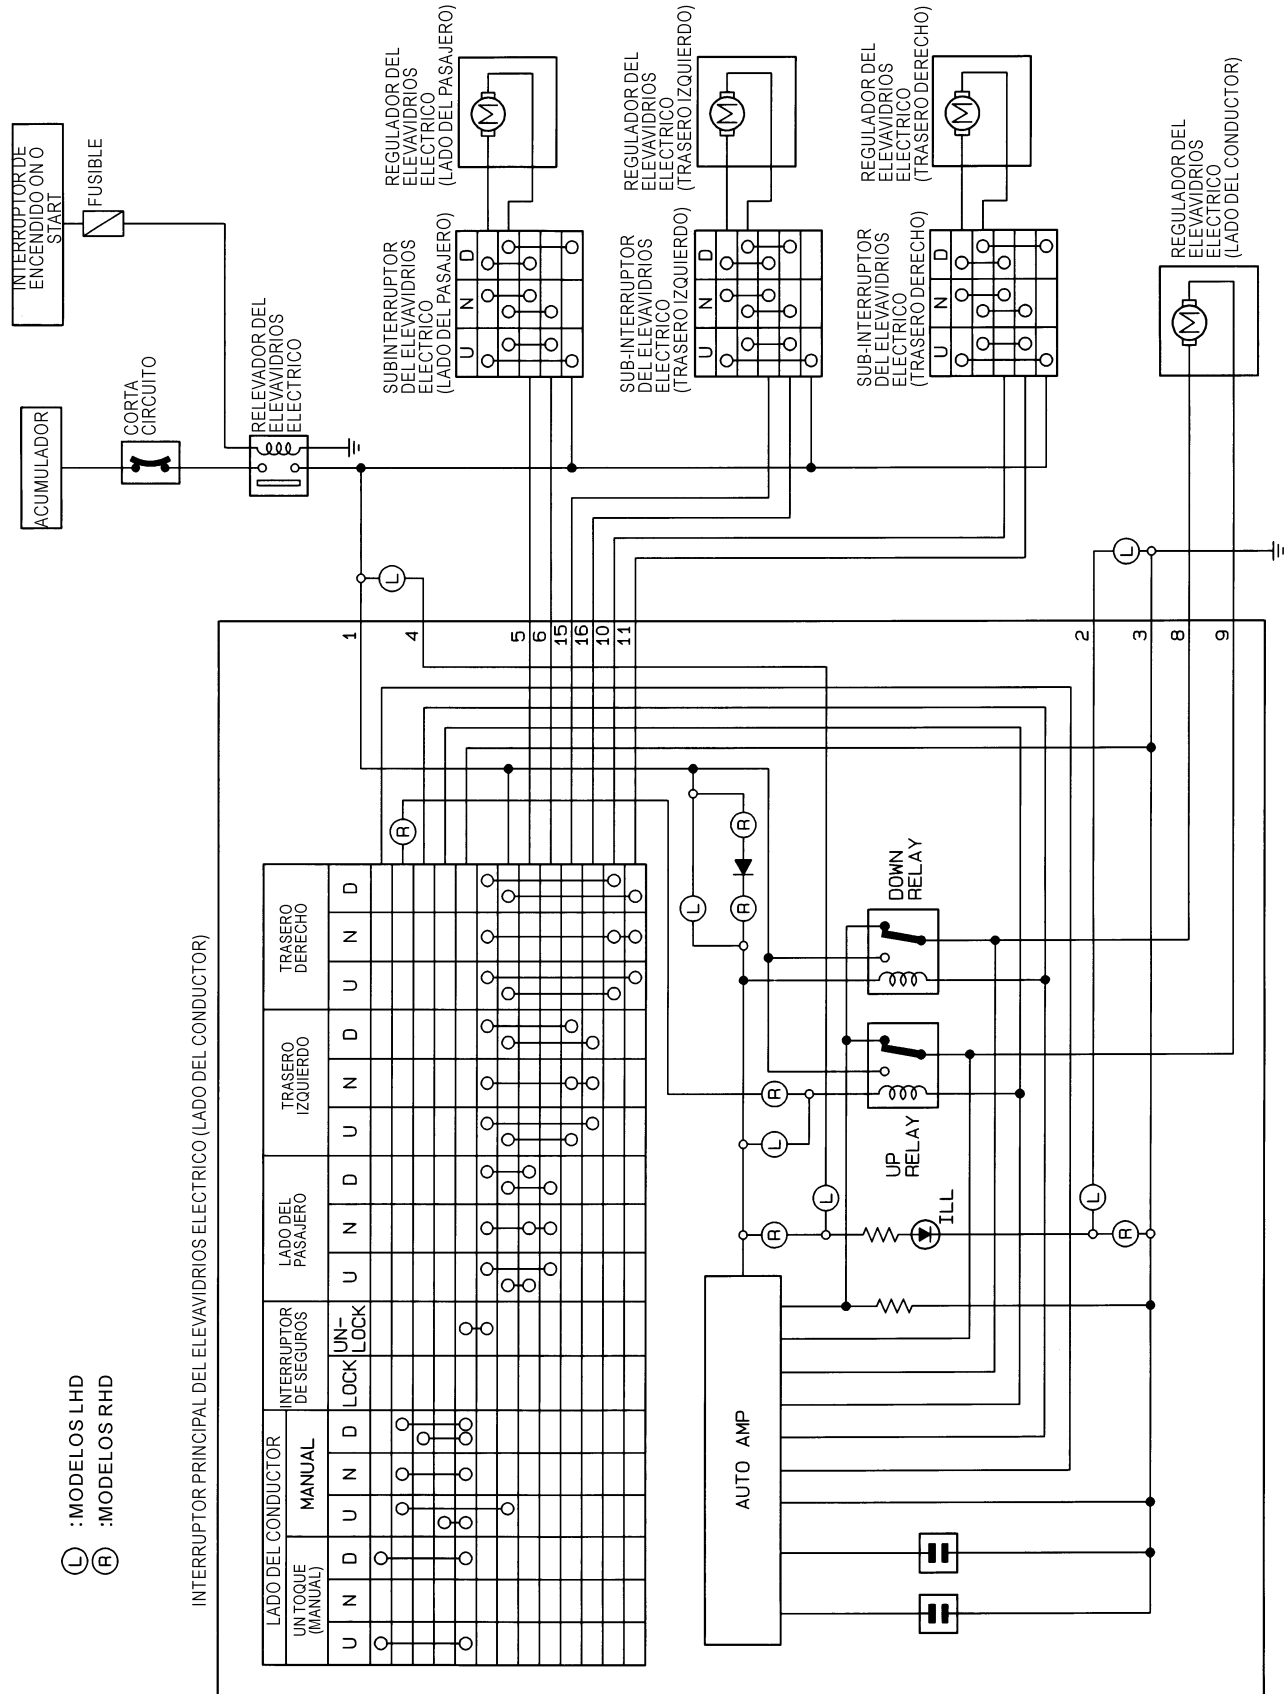 INTERRUPTOR DE
ENCENDIDO ON O
START
FUSIBLE
ACUMULADOR
CORTA
CIRCUITO
RELEVADOR DEL
ELEVAVIDRIOS
ELECTRICO
REGULADOR DEL
ELEVAVIDRIOS
ELECTRICO
(LADO DEL PASAJERO)
M
REGULADOR DEL
ELEVAVIDRIOS
ELECTRICO
(TRASERO IZQUIERDO)
M
REGULADOR DEL
ELEVAVIDRIOS
ELECTRICO
(TRASERO DERECHO)
M
REGULADOR DEL
ELEVAVIDRIOS
ELECTRICO
(LADO DEL CONDUCTOR)
M
SUBINTERRUPTOR
DEL ELEVAVIDRIOS
ELECTRICO
(LADO DEL PASAJERO)
U N D
SUB-INTERRUPTOR
DEL ELEVAVIDRIOS
ELECTRICO
(TRASERO IZQUIERDO)
U N D
SUB-INTERRUPTOR
DEL ELEVAVIDRIOS
ELECTRICO
(TRASERO DERECHO)
U N D
L
L
1
4
5
6
15
16
10
11
2
3
8
9
L :MODELOS LHD
R :MODELOS RHD
INTERRUPTOR PRINCIPAL DEL ELEVAVIDRIOS ELECTRICO (LADO DEL CONDUCTOR)
LADO DEL CONDUCTOR
UN TOQUE
(MANUAL)
MANUAL
INTERRUPTOR
DE SEGUROS
LADO DEL
PASAJERO
TRASERO
IZQUIERDO
TRASERO
DERECHO
U N D U N D LOCK UN-
LOCK U N D U N D U N D
R
R
L
R
DOWN
RELAY
R
L
UP
RELAY
R
L
ILL
L
R
AUTO AMP